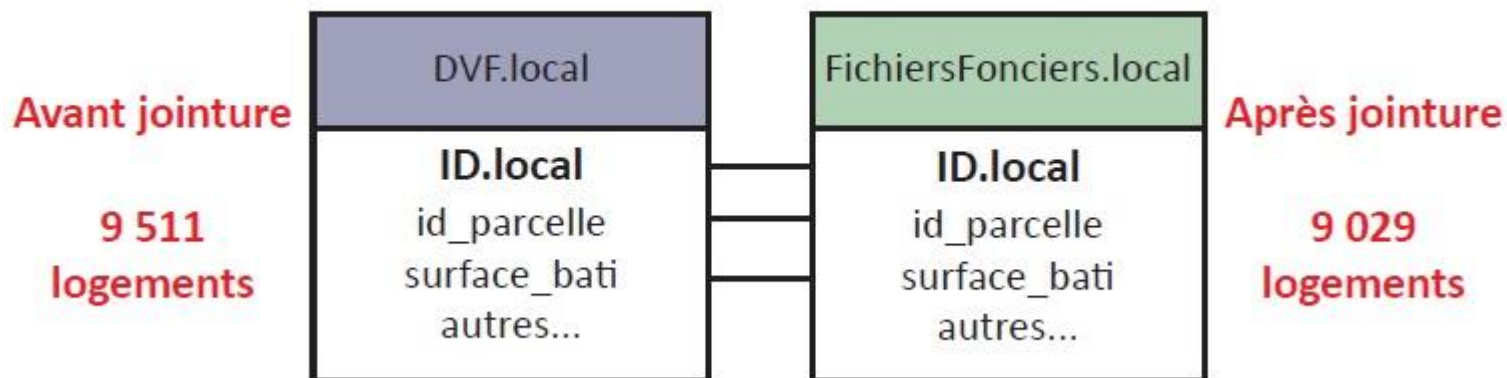 Avant jointure
9 511
logements
DVF.local
ID.local
id_parcelle
surface_bati
autres...
FichiersFonciers.local
ID.local
id_parcelle
surface_bati
autres...
Après jointure
9 029
logements